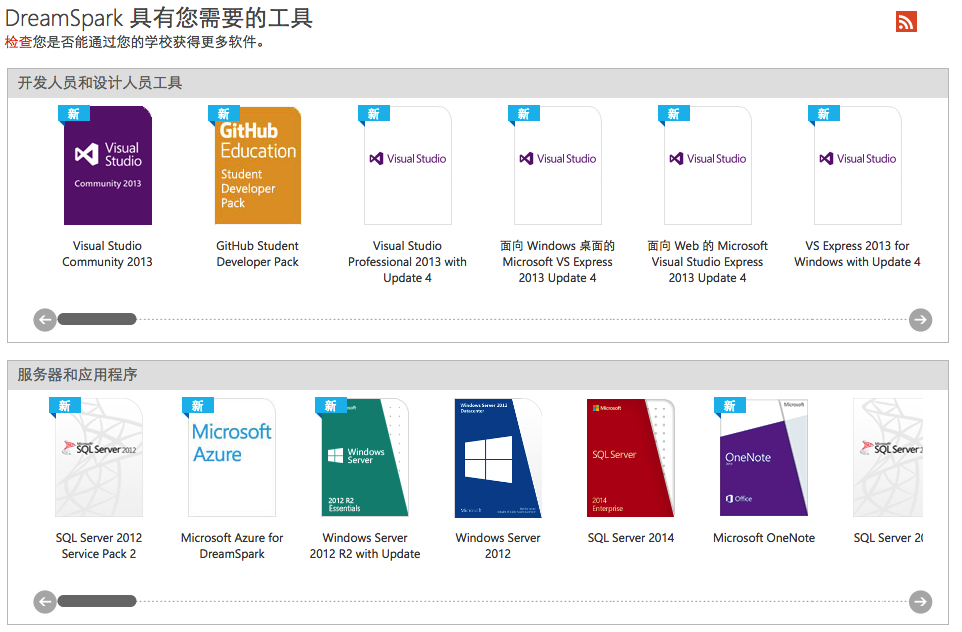 DreamSpark 具有您需要的工具
检查您是否能通过您的学校获得更多软件。
开发人员和设计人员工具
新
新
新
新
新
新
Visual
Studio
Community 2013
GitHub
Education
Student
Developer
Pack
Visual Studio
Visual Studio
Visual Studio
Visual Studio
Visual Studio
Community 2013
GitHub Student
Developer Pack
Visual Studio
Professional 2013 with
Update 4
面向 Windows 桌面的
Microsoft VS Express
2013 Update 4
面向 Web 的 Microsoft
Visual Studio Express
2013 Update 4
VS Express 2013 for
Windows with Update 4
服务器和应用程序
新
新
新
新
SQL Server 2012
Microsoft
Azure
Windows
Server
2012 R2
Essentials
Windows Server 2012
Datacenter
Microsoft
Microsoft
SQL Server
2014
Enterprise
Microsoft
OneNote
Office
SQL Server
SQL Server 2012
Service Pack 2
Microsoft Azure for
DreamSpark
Windows Server
2012 R2 with Update
Windows Server
2012
SQL Server 2014
Microsoft OneNote
SQL Server 20